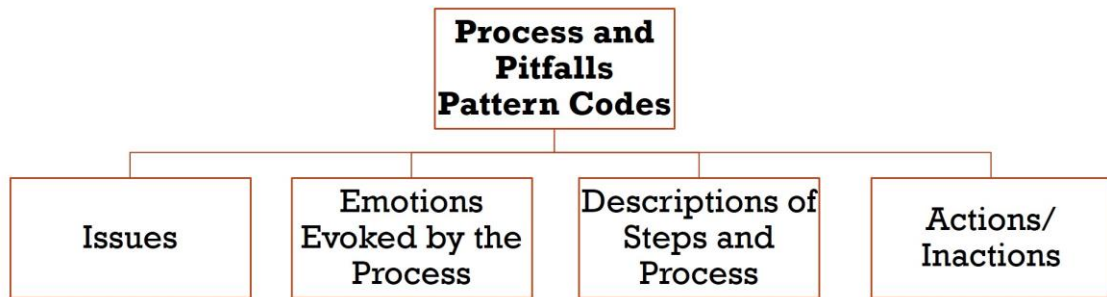 Process and
Pitfalls
Pattern Codes
Issues
Emotions
Evoked by the
Process
Descriptions of
Steps and
Process
Actions/
Inactions